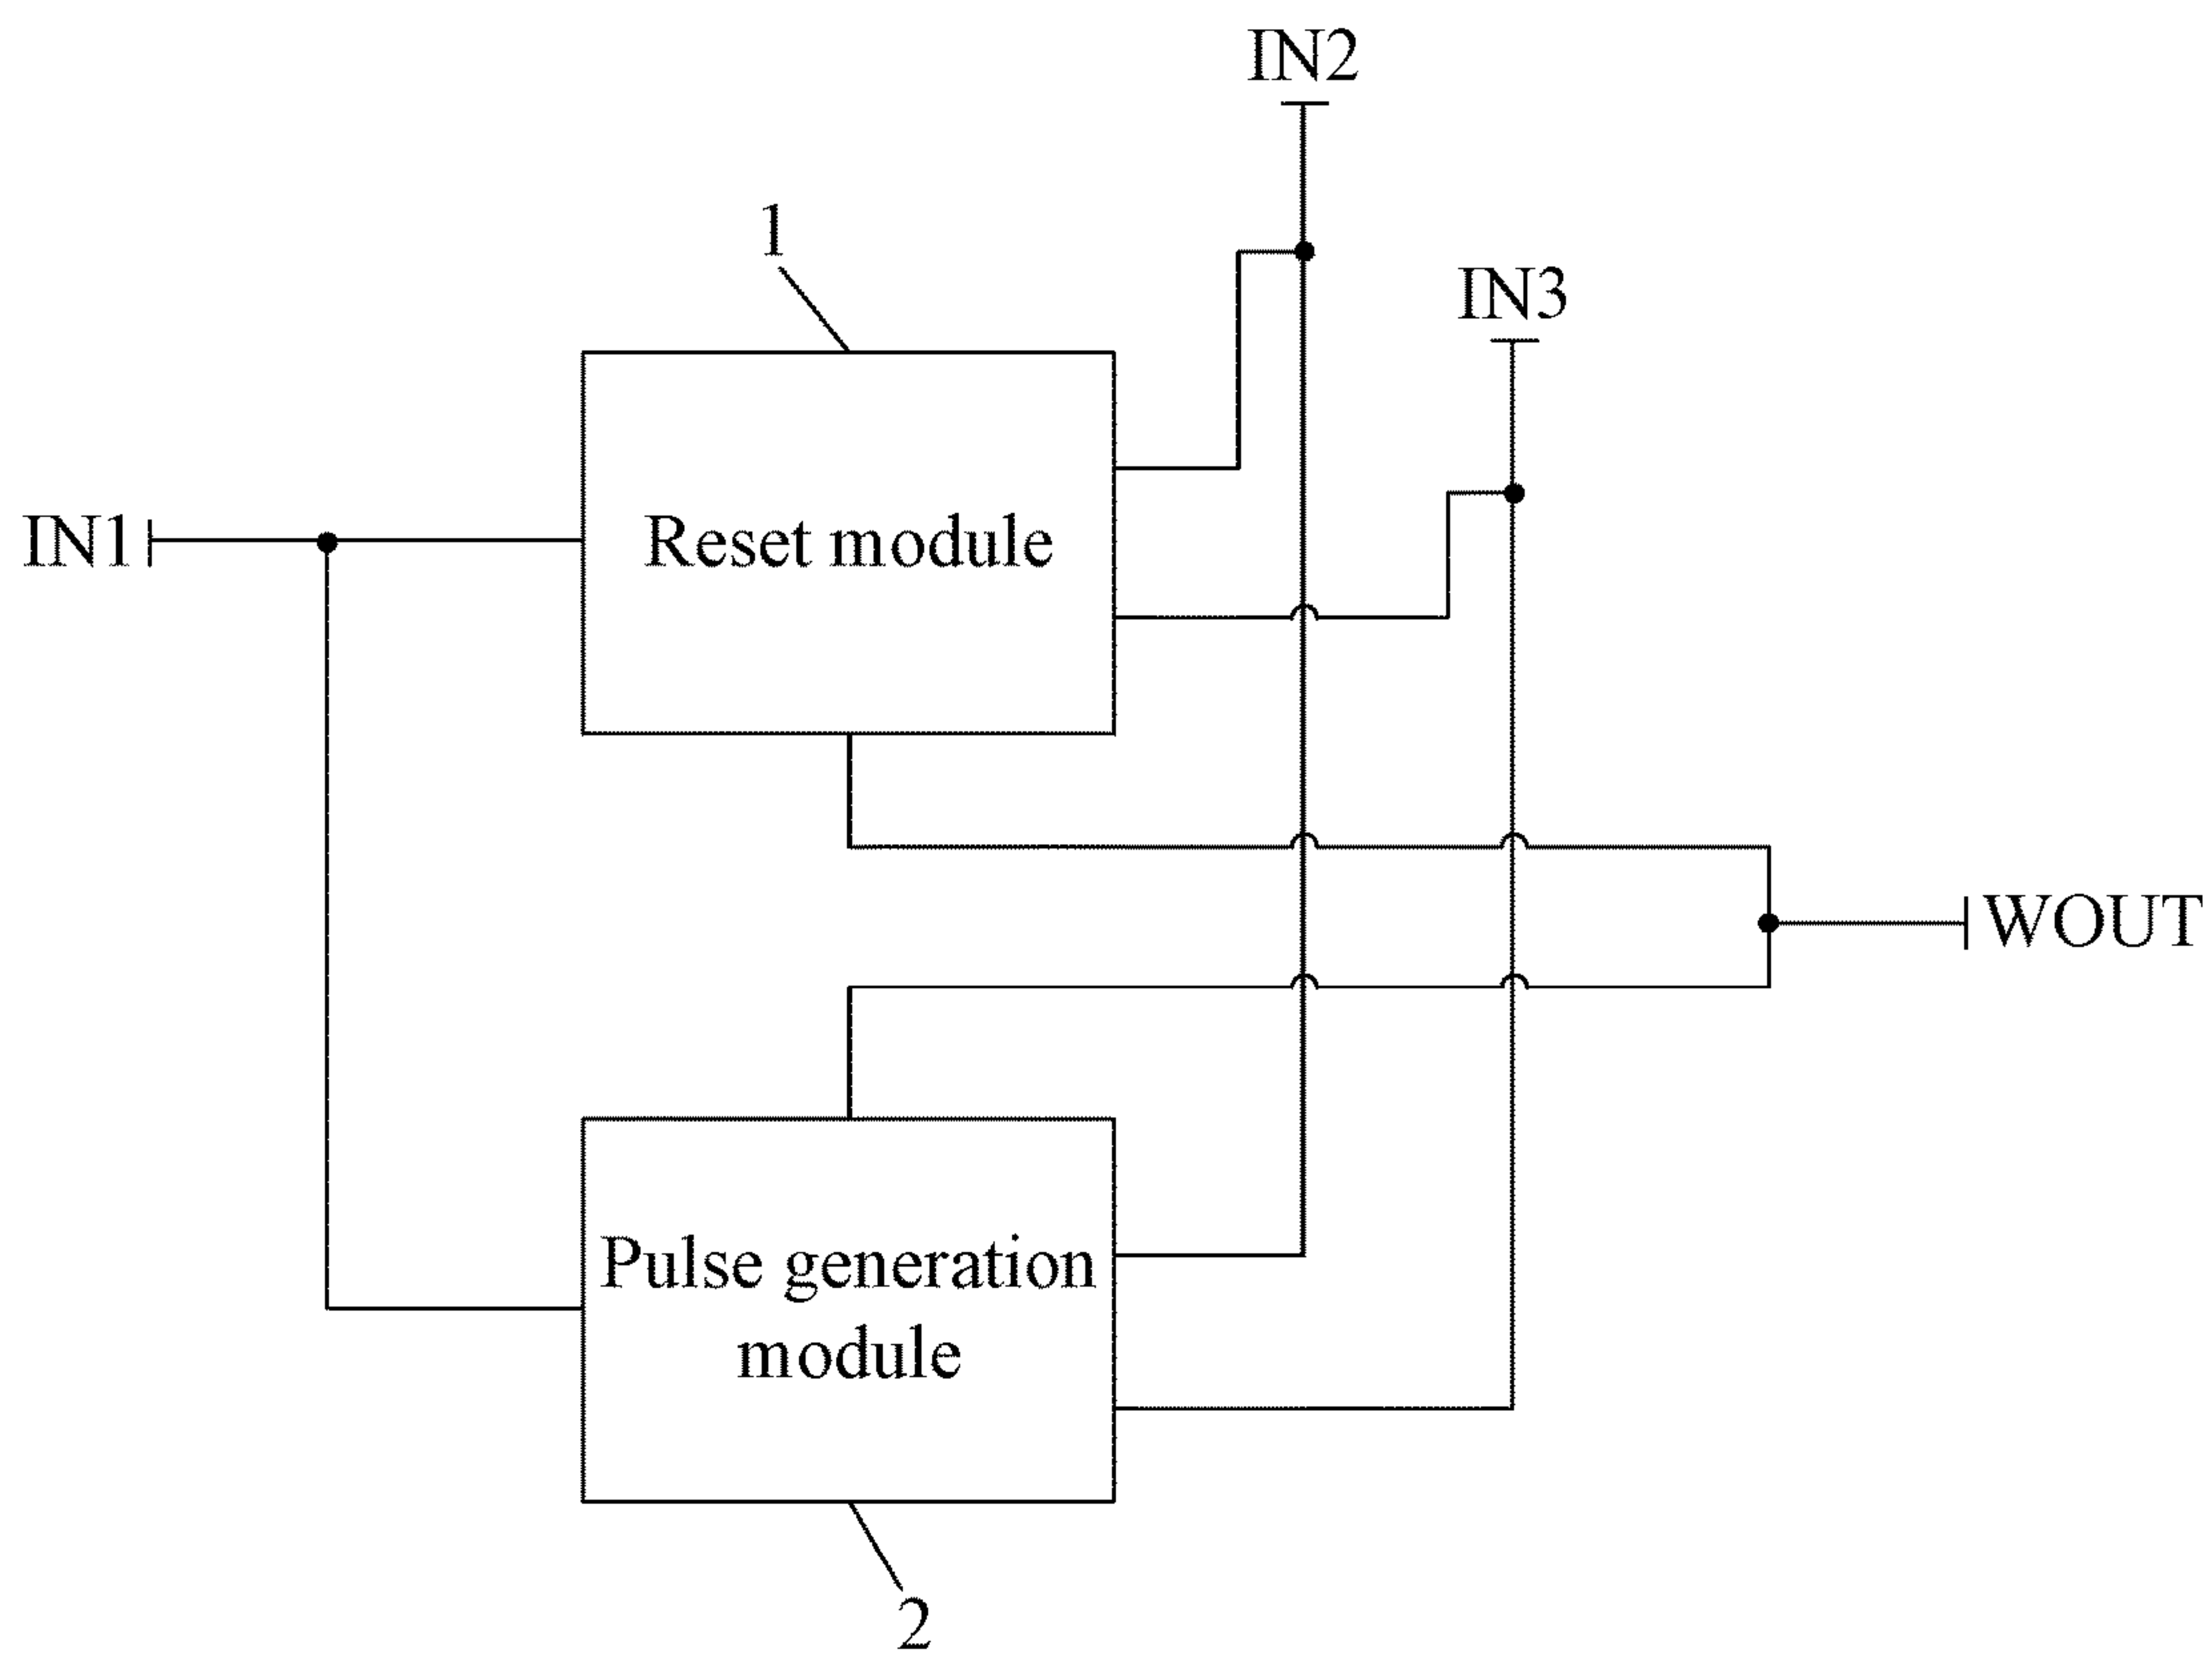 IN2
1
IN3
IN1
Reset module
WOUT
Pulse generation
module
2